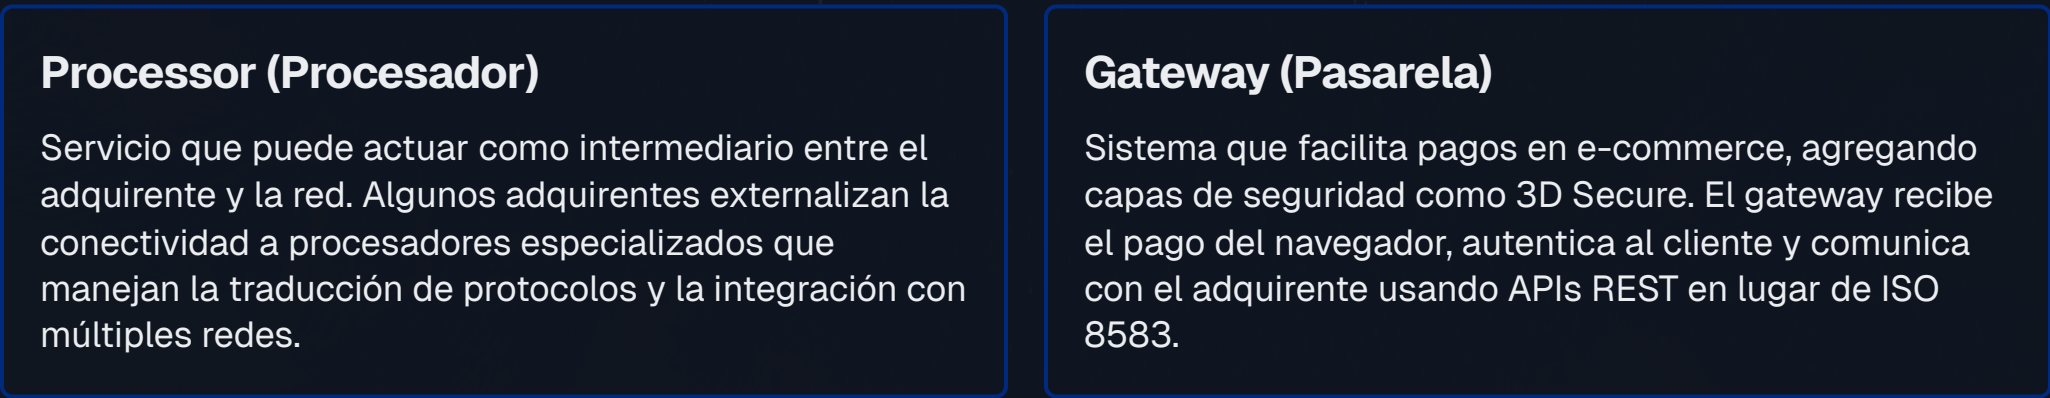 Processor (Procesador)
Servicio que puede actuar como intermediario entre el
adquirente y la red. Algunos adquirentes externalizan la
conectividad a procesadores especializados que
manejan la traducción de protocolos y la integración con
múltiples redes.
Gateway (Pasarela)
Sistema que facilita pagos en e-commerce, agregando
capas de seguridad como 3D Secure. El gateway recibe
el pago del navegador, autentica al cliente y comunica
con el adquirente usando APIs REST en lugar de ISO
8583.